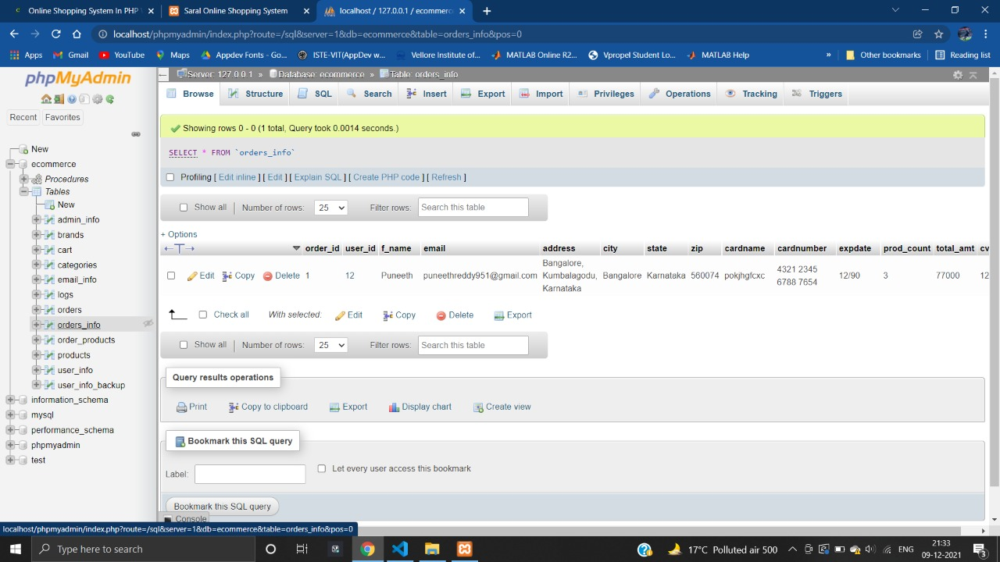 Online Shopping System In PHP
Saral Online Shopping System
localhost / 127.0.0.1 / ecommerc
localhost/phpmyadmin/index.php?route=/sql&server=1&db=ecommerce&table=orders_info&pos=0
Apps Gmail YouTube Maps Appdev Fonts - Go... ISTE-VIT(AppDev w... Vellore Institute of... MATLAB Online R2... Vpropel Student Lo... MATLAB Help » Other bookmarks Reading list
phpMyAdmin
Recent Favorites
New
ecommerce
Procedures
Tables
New
admin_info
brands
cart
categories
email_info
logs
orders
orders_info
order_products
products
user_info
user_info_backup
information_schema
mysql
performance_schema
phpmyadmin
test
Server: 127.0.0.1 » Database: ecommerce » Table: orders_info
Browse Structure SQL Search Insert Export Import Privileges Operations Tracking Triggers
Showing rows 0 - 0 (1 total, Query took 0.0014 seconds.)
SELECT * FROM `orders_info`
Profiling [ Edit inline ] [ Edit ] [ Explain SQL ] [ Create PHP code ] [ Refresh ]
Show all Number of rows: 25 Filter rows: Search this table
+ Options
order_id user_id f_name email address city state zip cardname cardnumber expdate prod_count total_amt cv
Edit Copy Delete 1 12 Puneeth puneethreddy951@gmail.com Bangalore, Kumbalagodu, Karnataka Bangalore Karnataka 560074 pokjhgfcxc 4321 2345 6788 7654 12/90 3 77000 12
Check all With selected: Edit Copy Delete Export
Show all Number of rows: 25 Filter rows: Search this table
Query results operations
Print Copy to clipboard Export Display chart Create view
Bookmark this SQL query
Label: Let every user access this bookmark
Bookmark this SQL query
Console
localhost/phpmyadmin/index.php?route=/sql&server=1&db=ecommerce&table=orders_info&pos=0
Type here to search
17°C Polluted air 500
ENG
21:33
09-12-2021
3